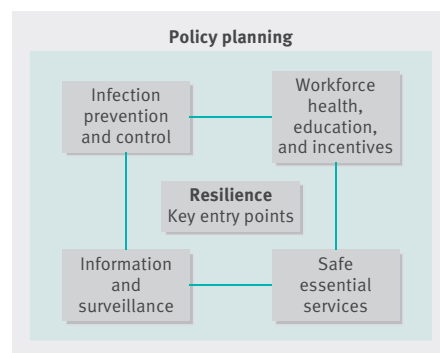 Policy planning
Infection
prevention
and control
Workforce
health,
education,
and incentives
Resilience
Key entry points
Information
and
surveillance
Safe
essential
services